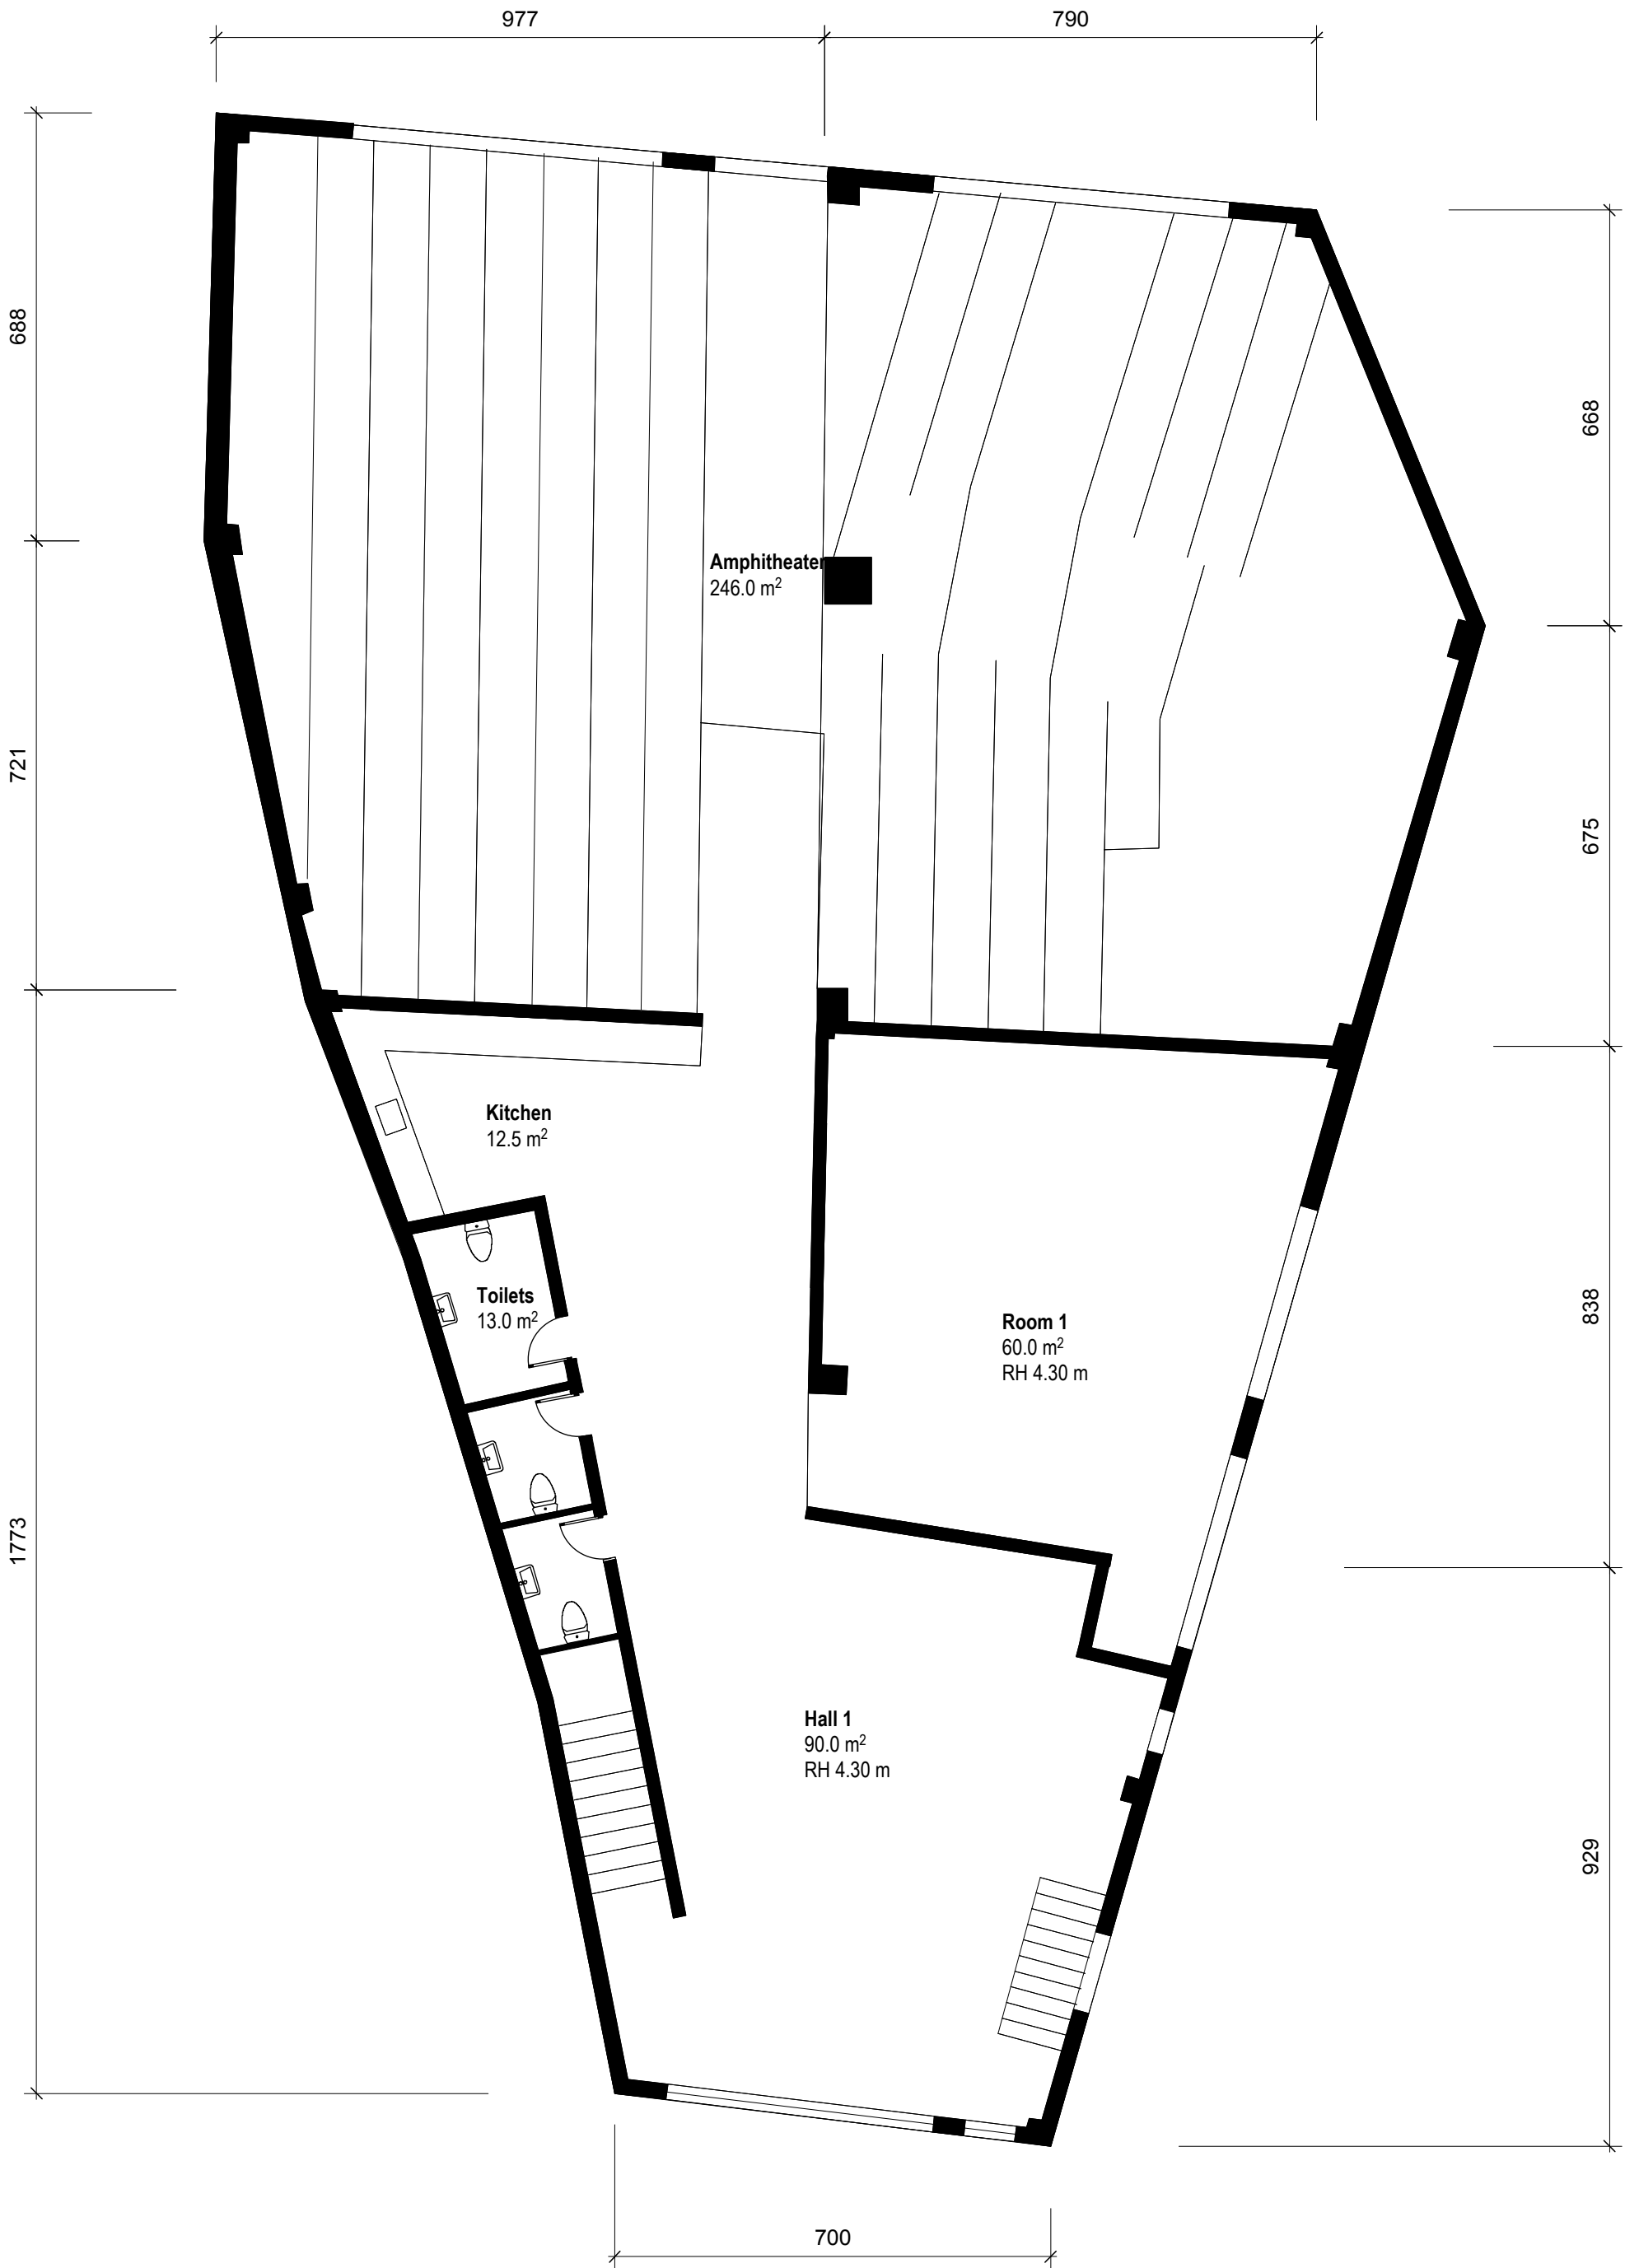 977
790
688
668
Amphitheater
246.0 m²
721
675
Kitchen
12.5 m²
Toilets
13.0 m²
Room 1
60.0 m²
RH 4.30 m
838
1773
Hall 1
90.0 m²
RH 4.30 m
929
700